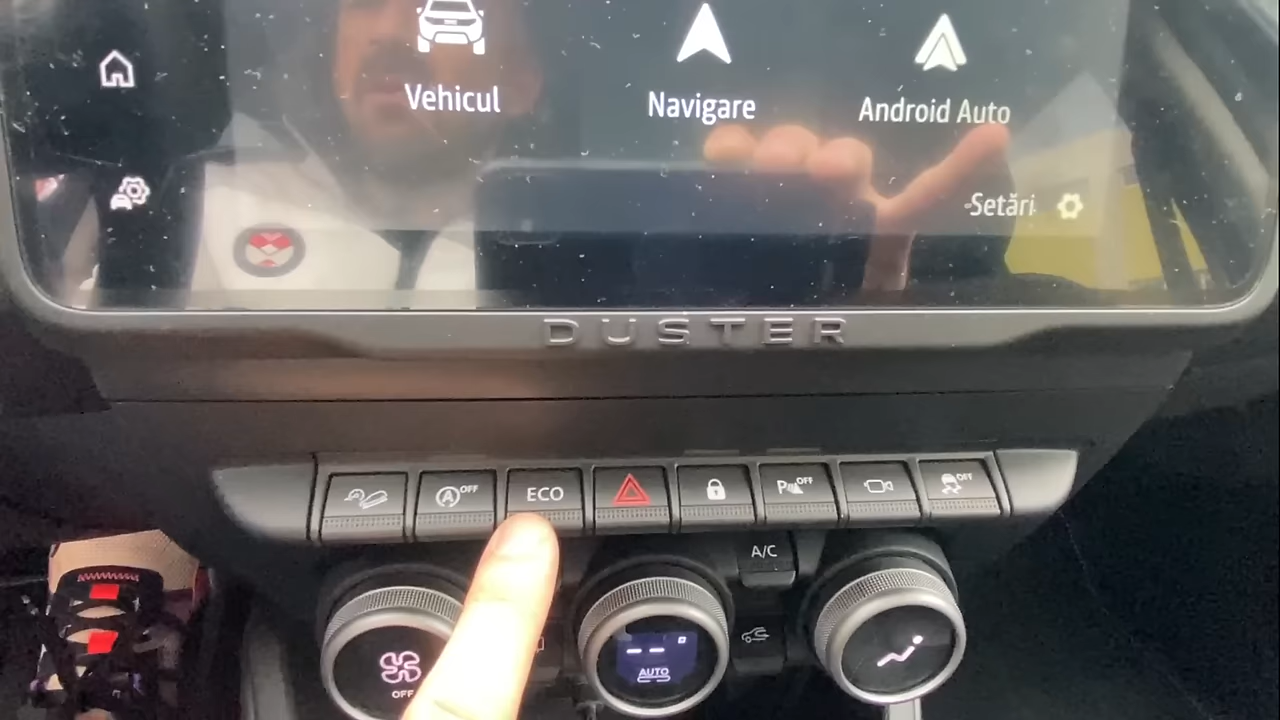 Vehicul
Navigare
Android Auto
Setări
DUSTER
A OFF
ECO
P OFF
OFF
A/C
AUTO
OFF